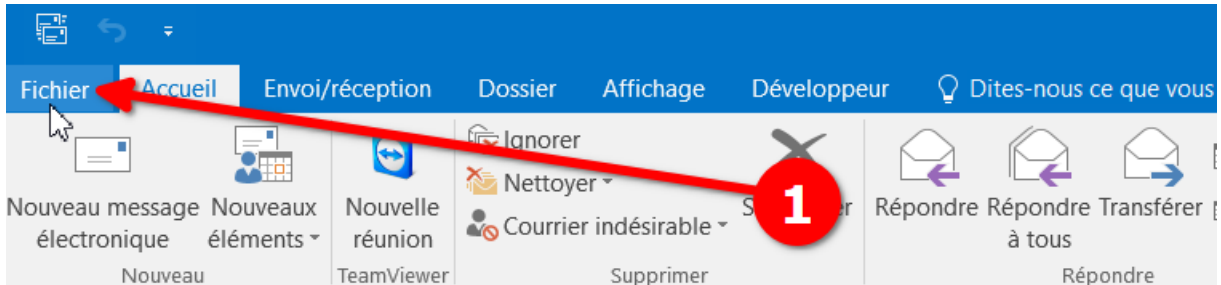 Fichier Accueil Envoi/réception Dossier Affichage Développeur Dites-nous ce que vous
Ignorer
Nettoyer
Courrier indésirable
1
Nouveau message électronique
Nouveaux éléments
Nouvelle réunion
Répondre
Répondre à tous
Transférer
Nouveau TeamViewer Supprimer Répondre